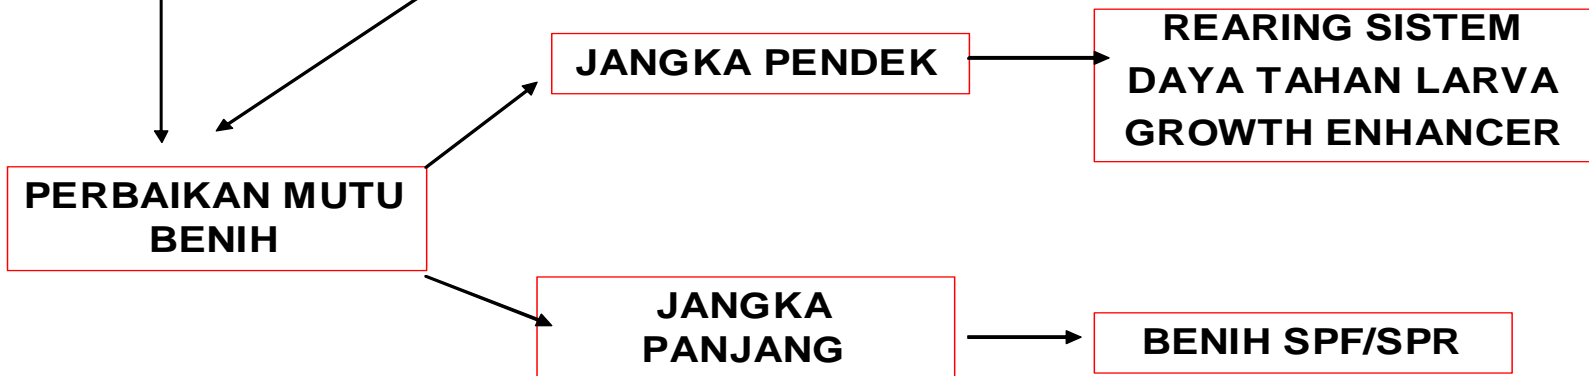 JANGKA PENDEK
REARING SISTEM
DAYA TAHAN LARVA
GROWTH ENHANCER
PERBAIKAN MUTU
BENIH
JANGKA
PANJANG
BENIH SPF/SPR